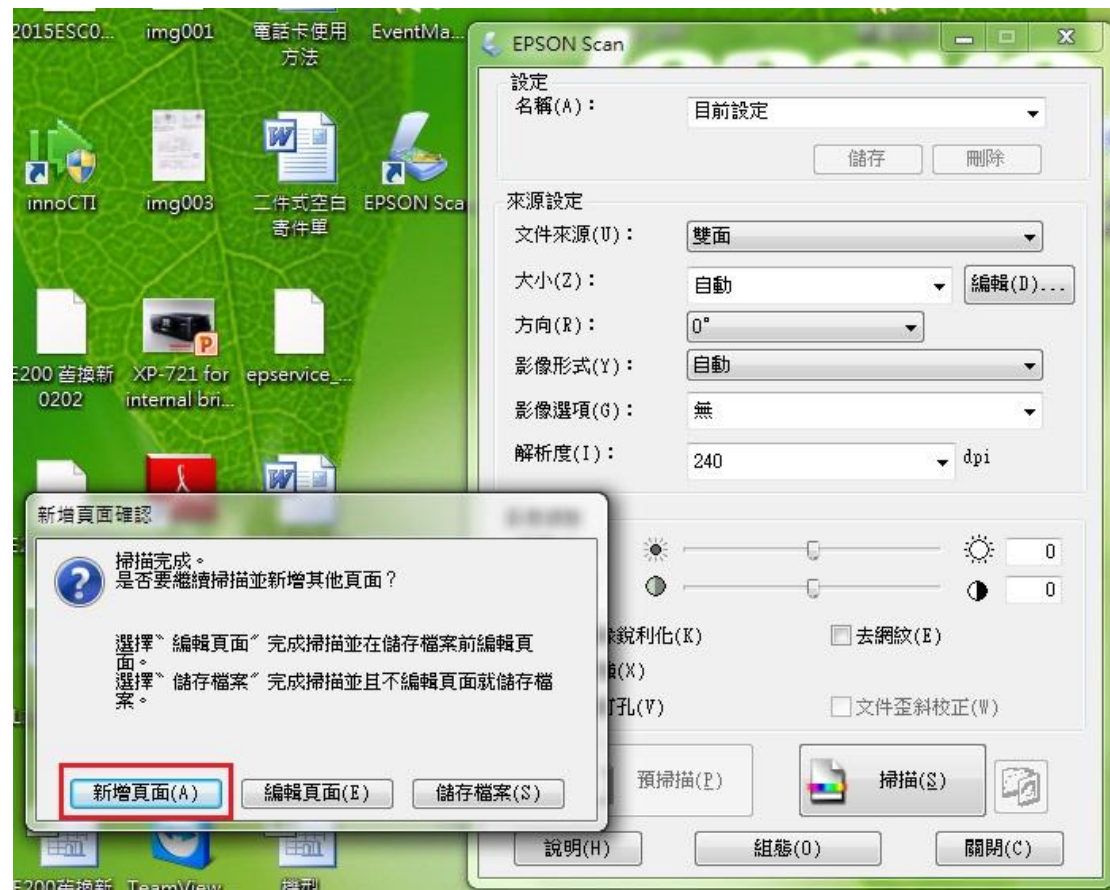 2015ESC0...
img001
電話卡使用
方法
EventMa...
innoCTI
img003
二件式空白
寄件單
EPSON Sca
200 舊換新
0202
XP-721 for
internal bri...
epservice_...
E200舊換新
TeamView
機型
EPSON Scan
設定
名稱(A)：
目前設定
儲存
刪除
來源設定
文件來源(U)：
雙面
大小(Z)：
自動
編輯(D)...
方向(R)：
0°
影像形式(Y)：
自動
影像選項(G)：
無
解析度(I)：
240
dpi
0
0
銳利化(K)
去網紋(E)
(X)
孔(V)
文件歪斜校正(W)
預掃描(P)
掃描(S)
說明(H)
組態(O)
關閉(C)
新增頁面確認
掃描完成。
是否要繼續掃描並新增其他頁面？
選擇〝編輯頁面〞完成掃描並在儲存檔案前編輯頁
面。
選擇〝儲存檔案〞完成掃描並且不編輯頁面就儲存檔
案。
新增頁面(A)
編輯頁面(E)
儲存檔案(S)